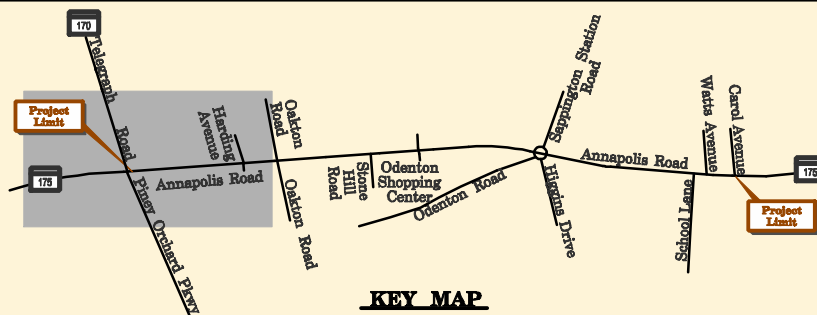 170
Telegraph Road
Project
Limit
175
Annapolis Road
Piney Orchard Pkwy
Harding
Avenue
Oakton
Road
Oakton Road
Stone
Hill
Road
Odenton
Shopping
Center
Odenton Road
Sappington Station
Road
Higgins Drive
Annapolis Road
School Lane
Watts Avenue
Carol Avenue
175
Project
Limit
KEY MAP